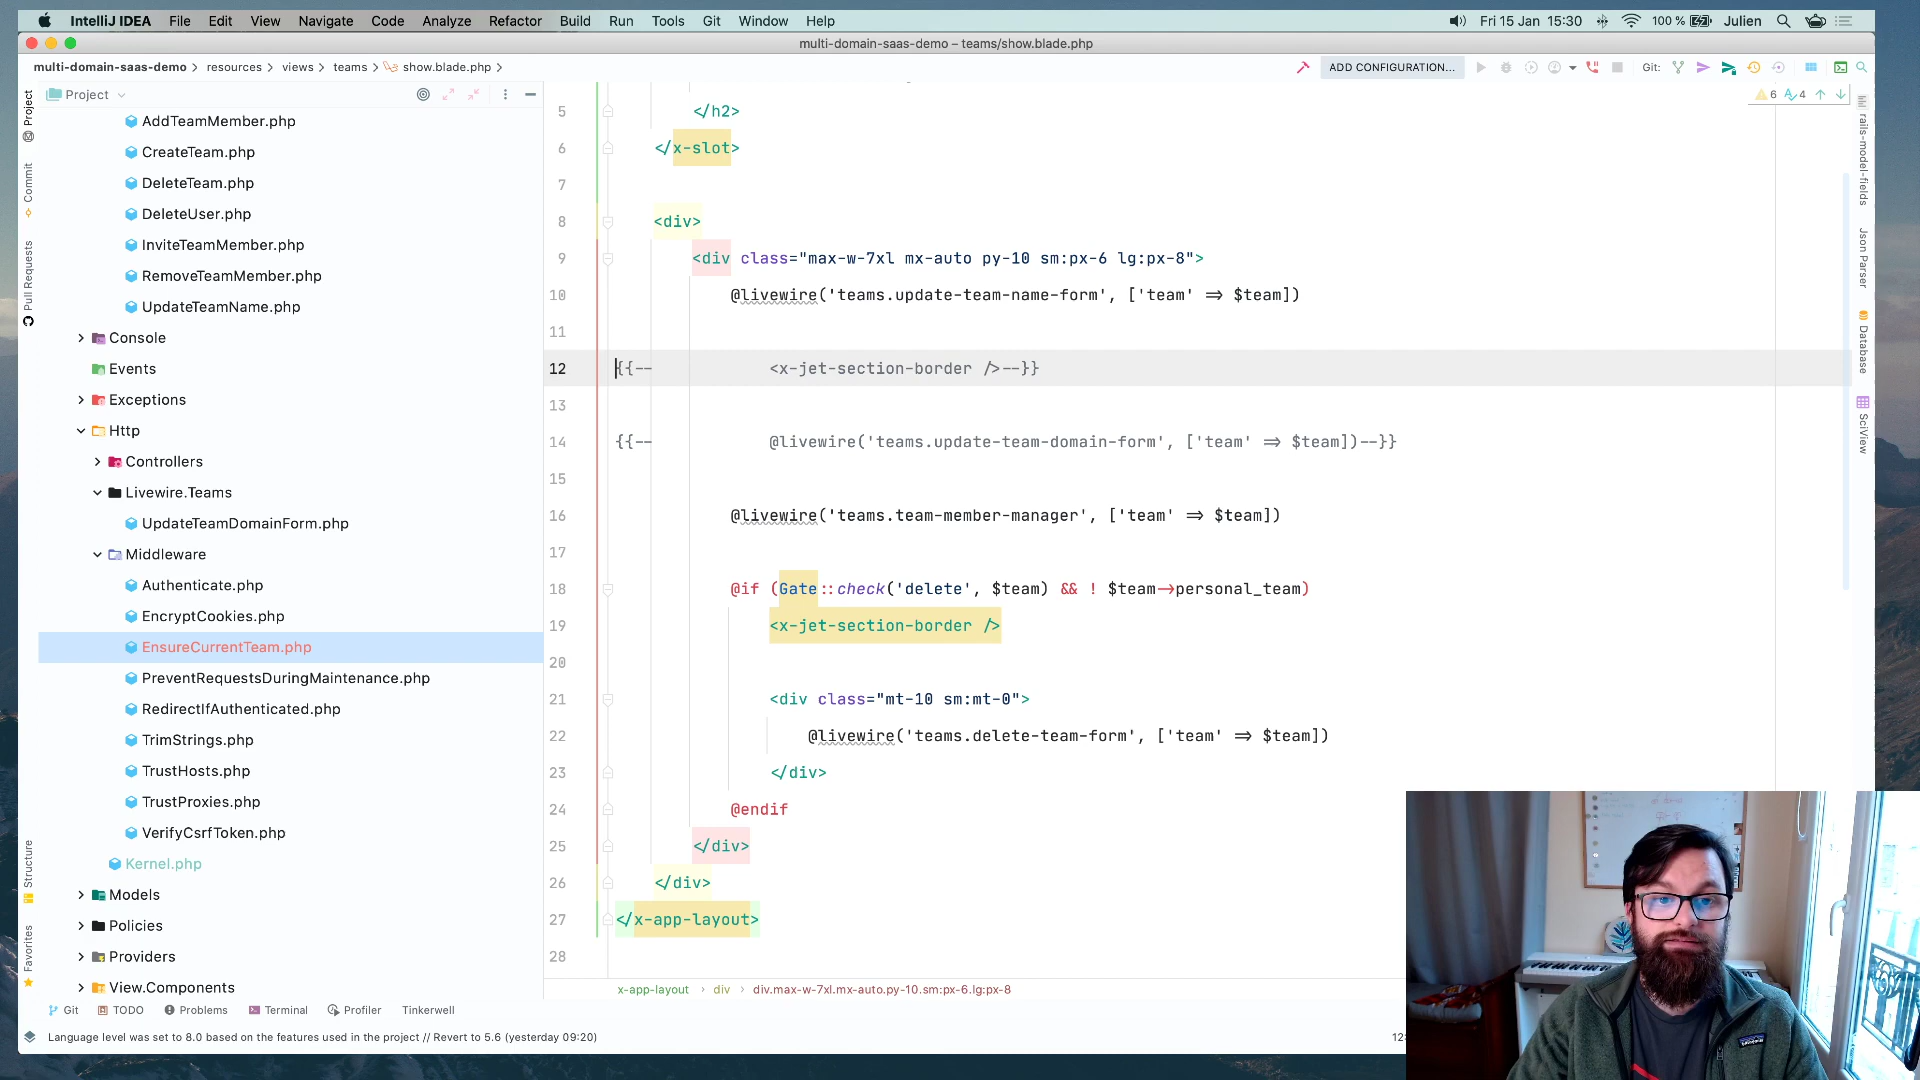 IntelliJ IDEA File Edit View Navigate Code Analyze Refactor Build Run Tools Git Window Help Fri 15 Jan 15:30 100 % Julien
multi-domain-saas-demo – teams/show.blade.php
multi-domain-saas-demo resources views teams show.blade.php ADD CONFIGURATION... Git:
Project
6 4
AddTeamMember.php
CreateTeam.php
DeleteTeam.php
DeleteUser.php
InviteTeamMember.php
RemoveTeamMember.php
UpdateTeamName.php
Console
Events
Exceptions
Http
Controllers
Livewire.Teams
UpdateTeamDomainForm.php
Middleware
Authenticate.php
EncryptCookies.php
EnsureCurrentTeam.php
PreventRequestsDuringMaintenance.php
RedirectIfAuthenticated.php
TrimStrings.php
TrustHosts.php
TrustProxies.php
VerifyCsrfToken.php
Kernel.php
Models
Policies
Providers
View.Components
Project
Commit
Pull Requests
Structure
Favorites
5 </h2>
6 </x-slot>
7
8 <div>
9 <div class="max-w-7xl mx-auto py-10 sm:px-6 lg:px-8">
10 @livewire('teams.update-team-name-form', ['team' => $team])
11
12 {{-- <x-jet-section-border />--}}
13
14 {{-- @livewire('teams.update-team-domain-form', ['team' => $team])--}}
15
16 @livewire('teams.team-member-manager', ['team' => $team])
17
18 @if (Gate::check('delete', $team) && ! $team->personal_team)
19 <x-jet-section-border />
20
21 <div class="mt-10 sm:mt-0">
22 @livewire('teams.delete-team-form', ['team' => $team])
23 </div>
24 @endif
25 </div>
26 </div>
27 </x-app-layout>
28
rails-model-fields
Json Parser
Database
SciView
x-app-layout div div.max-w-7xl.mx-auto.py-10.sm:px-6.lg:px-8
Git TODO Problems Terminal Profiler Tinkerwell
Language level was set to 8.0 based on the features used in the project // Revert to 5.6 (yesterday 09:20) 12: